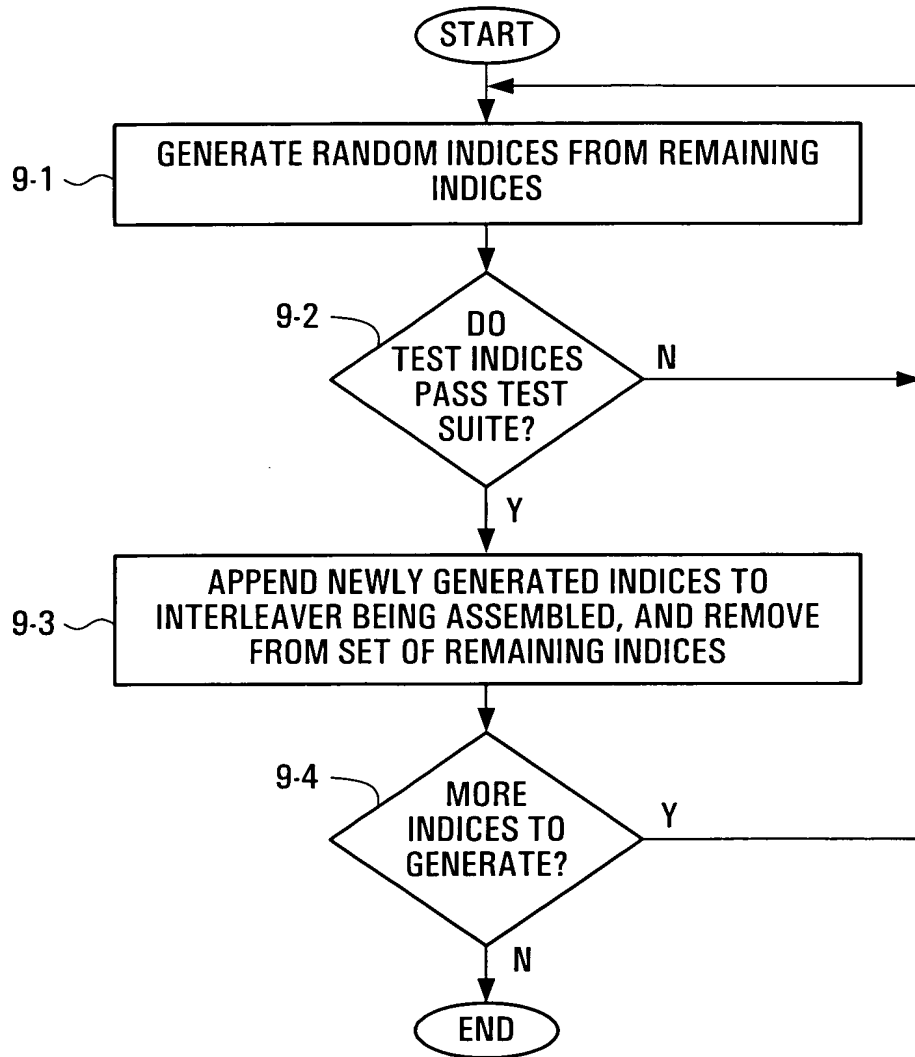 START
GENERATE RANDOM INDICES FROM REMAINING
INDICES
9-1
9-2
DO
TEST INDICES
PASS TEST
SUITE?
N
Y
APPEND NEWLY GENERATED INDICES TO
INTERLEAVER BEING ASSEMBLED, AND REMOVE
FROM SET OF REMAINING INDICES
9-3
9-4
MORE
INDICES TO
GENERATE?
Y
N
END